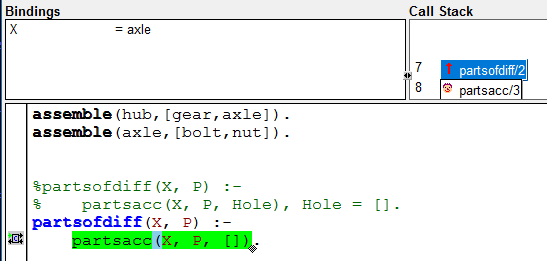 Bindings
X = axle
Call Stack
7 partsofdiff/2
8 partsacc/3
assemble(hub,[gear,axle]).
assemble(axle,[bolt,nut]).
%partsofdiff(X, P) :-
%    partsacc(X, P, Hole), Hole = [].
partsofdiff(X, P) :-
    partsacc(X, P, []).